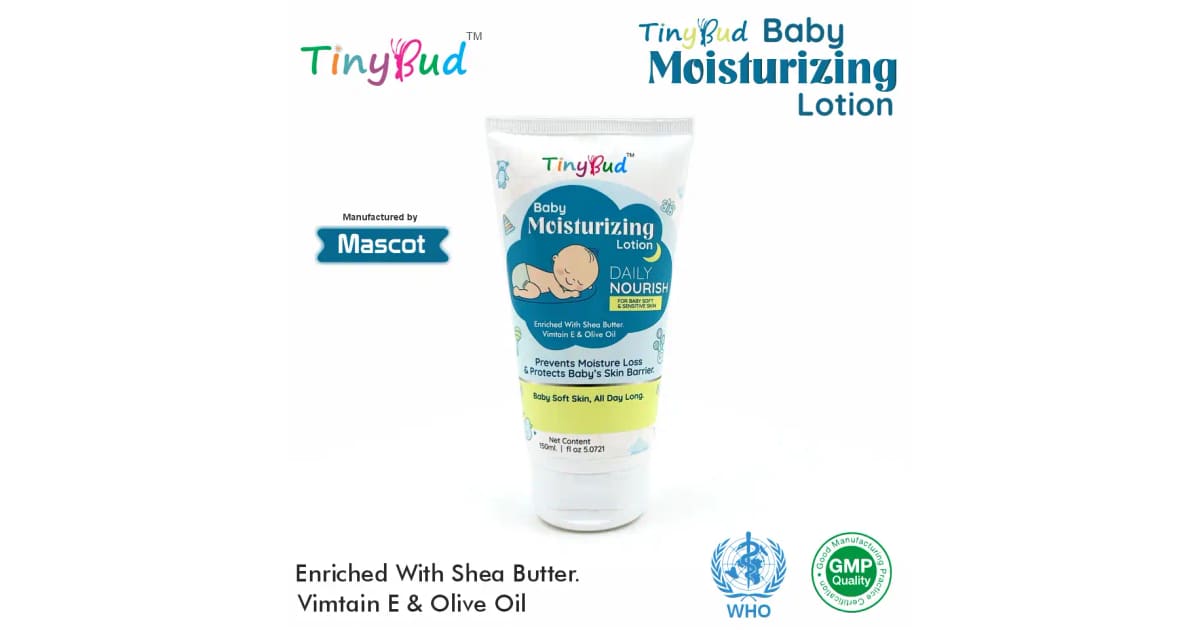 TinyBud™
TinyBud Baby
Moisturizing
Lotion
Manufactured by
Mascot
TinyBud™
Baby
Moisturizing
Lotion
DAILY
NOURISH
FOR BABY SOFT
& SENSITIVE SKIN
Enriched With Shea Butter.
Vimtain E & Olive Oil
Prevents Moisture Loss
& Protects Baby's Skin Barrier.
Baby Soft Skin, All Day Long.
Net Content
150ml. | fl oz 5.0721
Enriched With Shea Butter.
Vimtain E & Olive Oil
WHO
Good Manufacturing Practice Certification
GMP
Quality